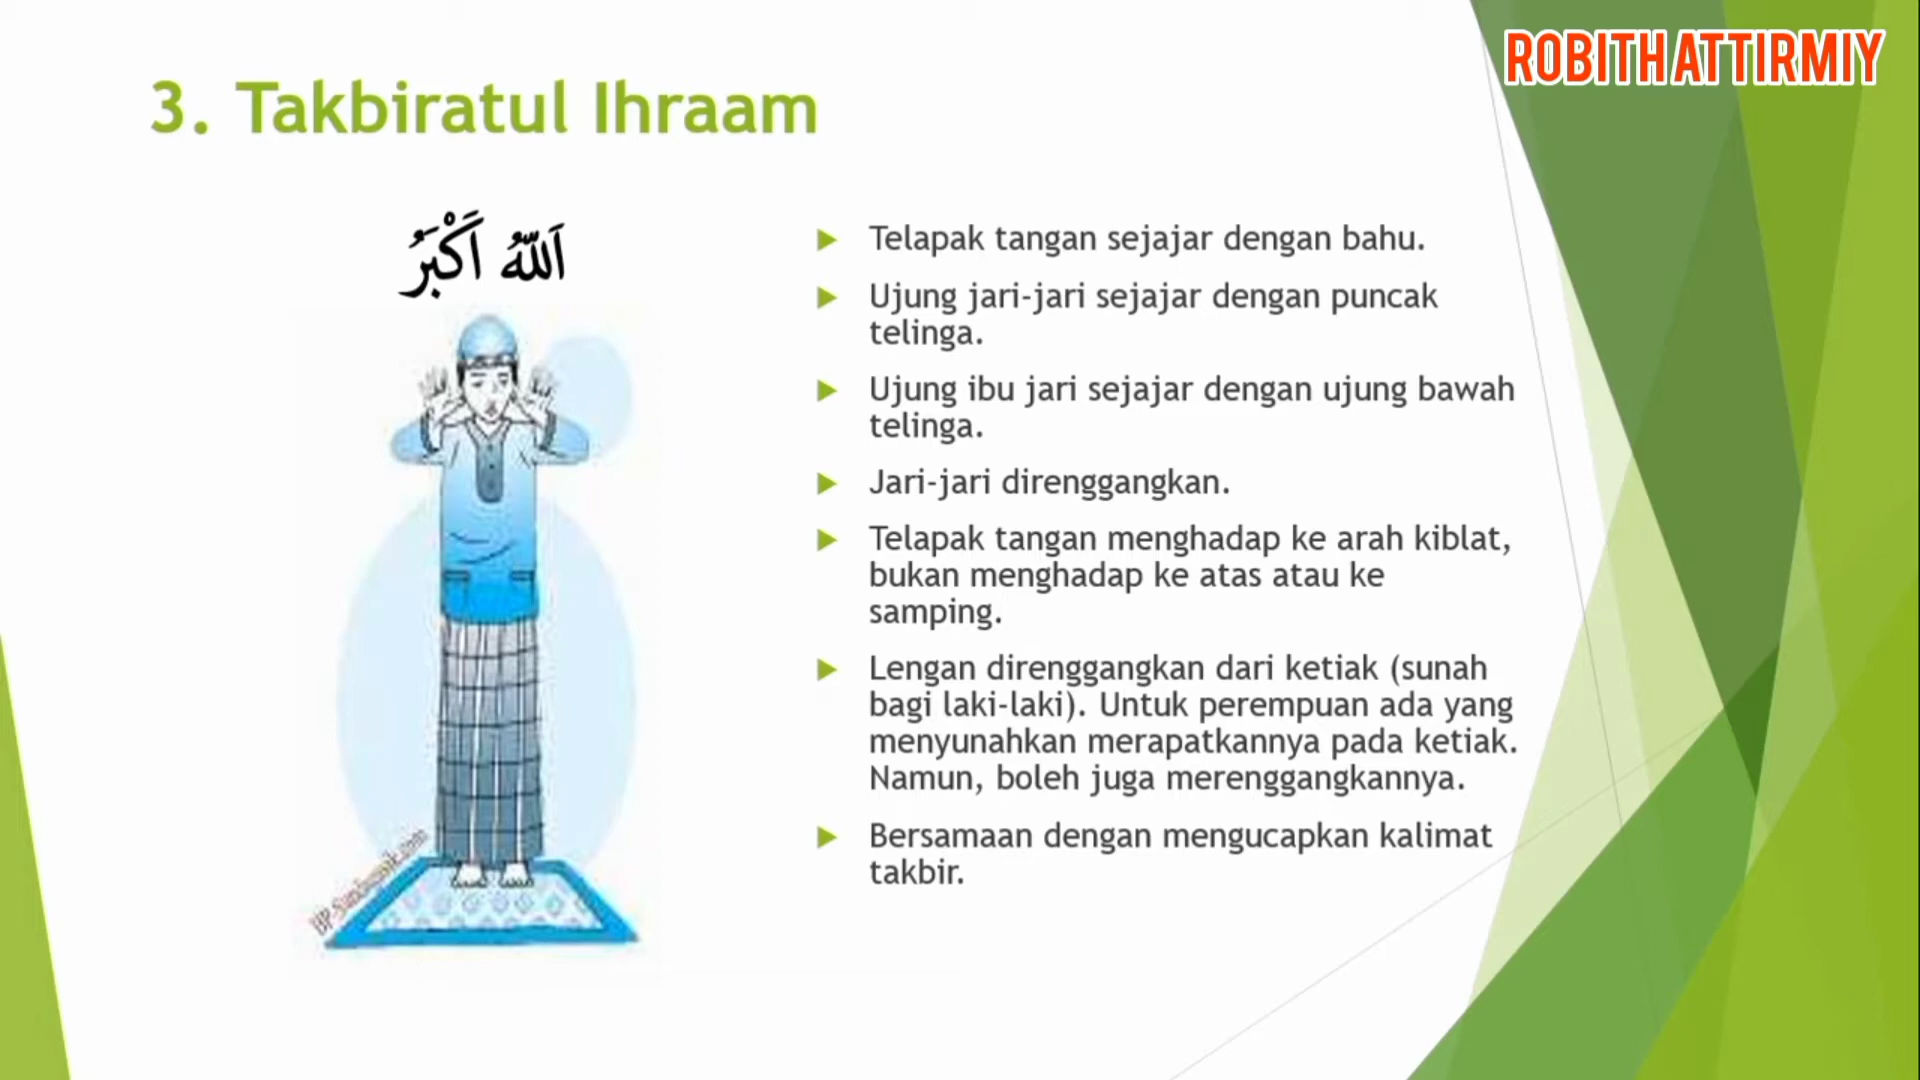 ROBITH ATTIRMIY
3. Takbiratul Ihraam
اَللّٰهُ اَكْبَرُ
Telapak tangan sejajar dengan bahu.
Ujung jari-jari sejajar dengan puncak
telinga.
Ujung ibu jari sejajar dengan ujung bawah
telinga.
Jari-jari direnggangkan.
Telapak tangan menghadap ke arah kiblat,
bukan menghadap ke atas atau ke
samping.
Lengan direnggangkan dari ketiak (sunah
bagi laki-laki). Untuk perempuan ada yang
menyunahkan merapatkannya pada ketiak.
Namun, boleh juga merenggangkannya.
Bersamaan dengan mengucapkan kalimat
takbir.